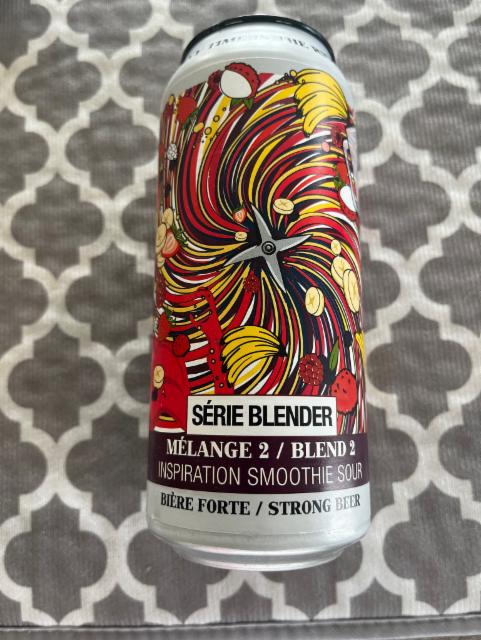 SÉRIE BLENDER
MÉLANGE 2 / BLEND 2
INSPIRATION SMOOTHIE SOUR
BIÈRE FORTE / STRONG BEER